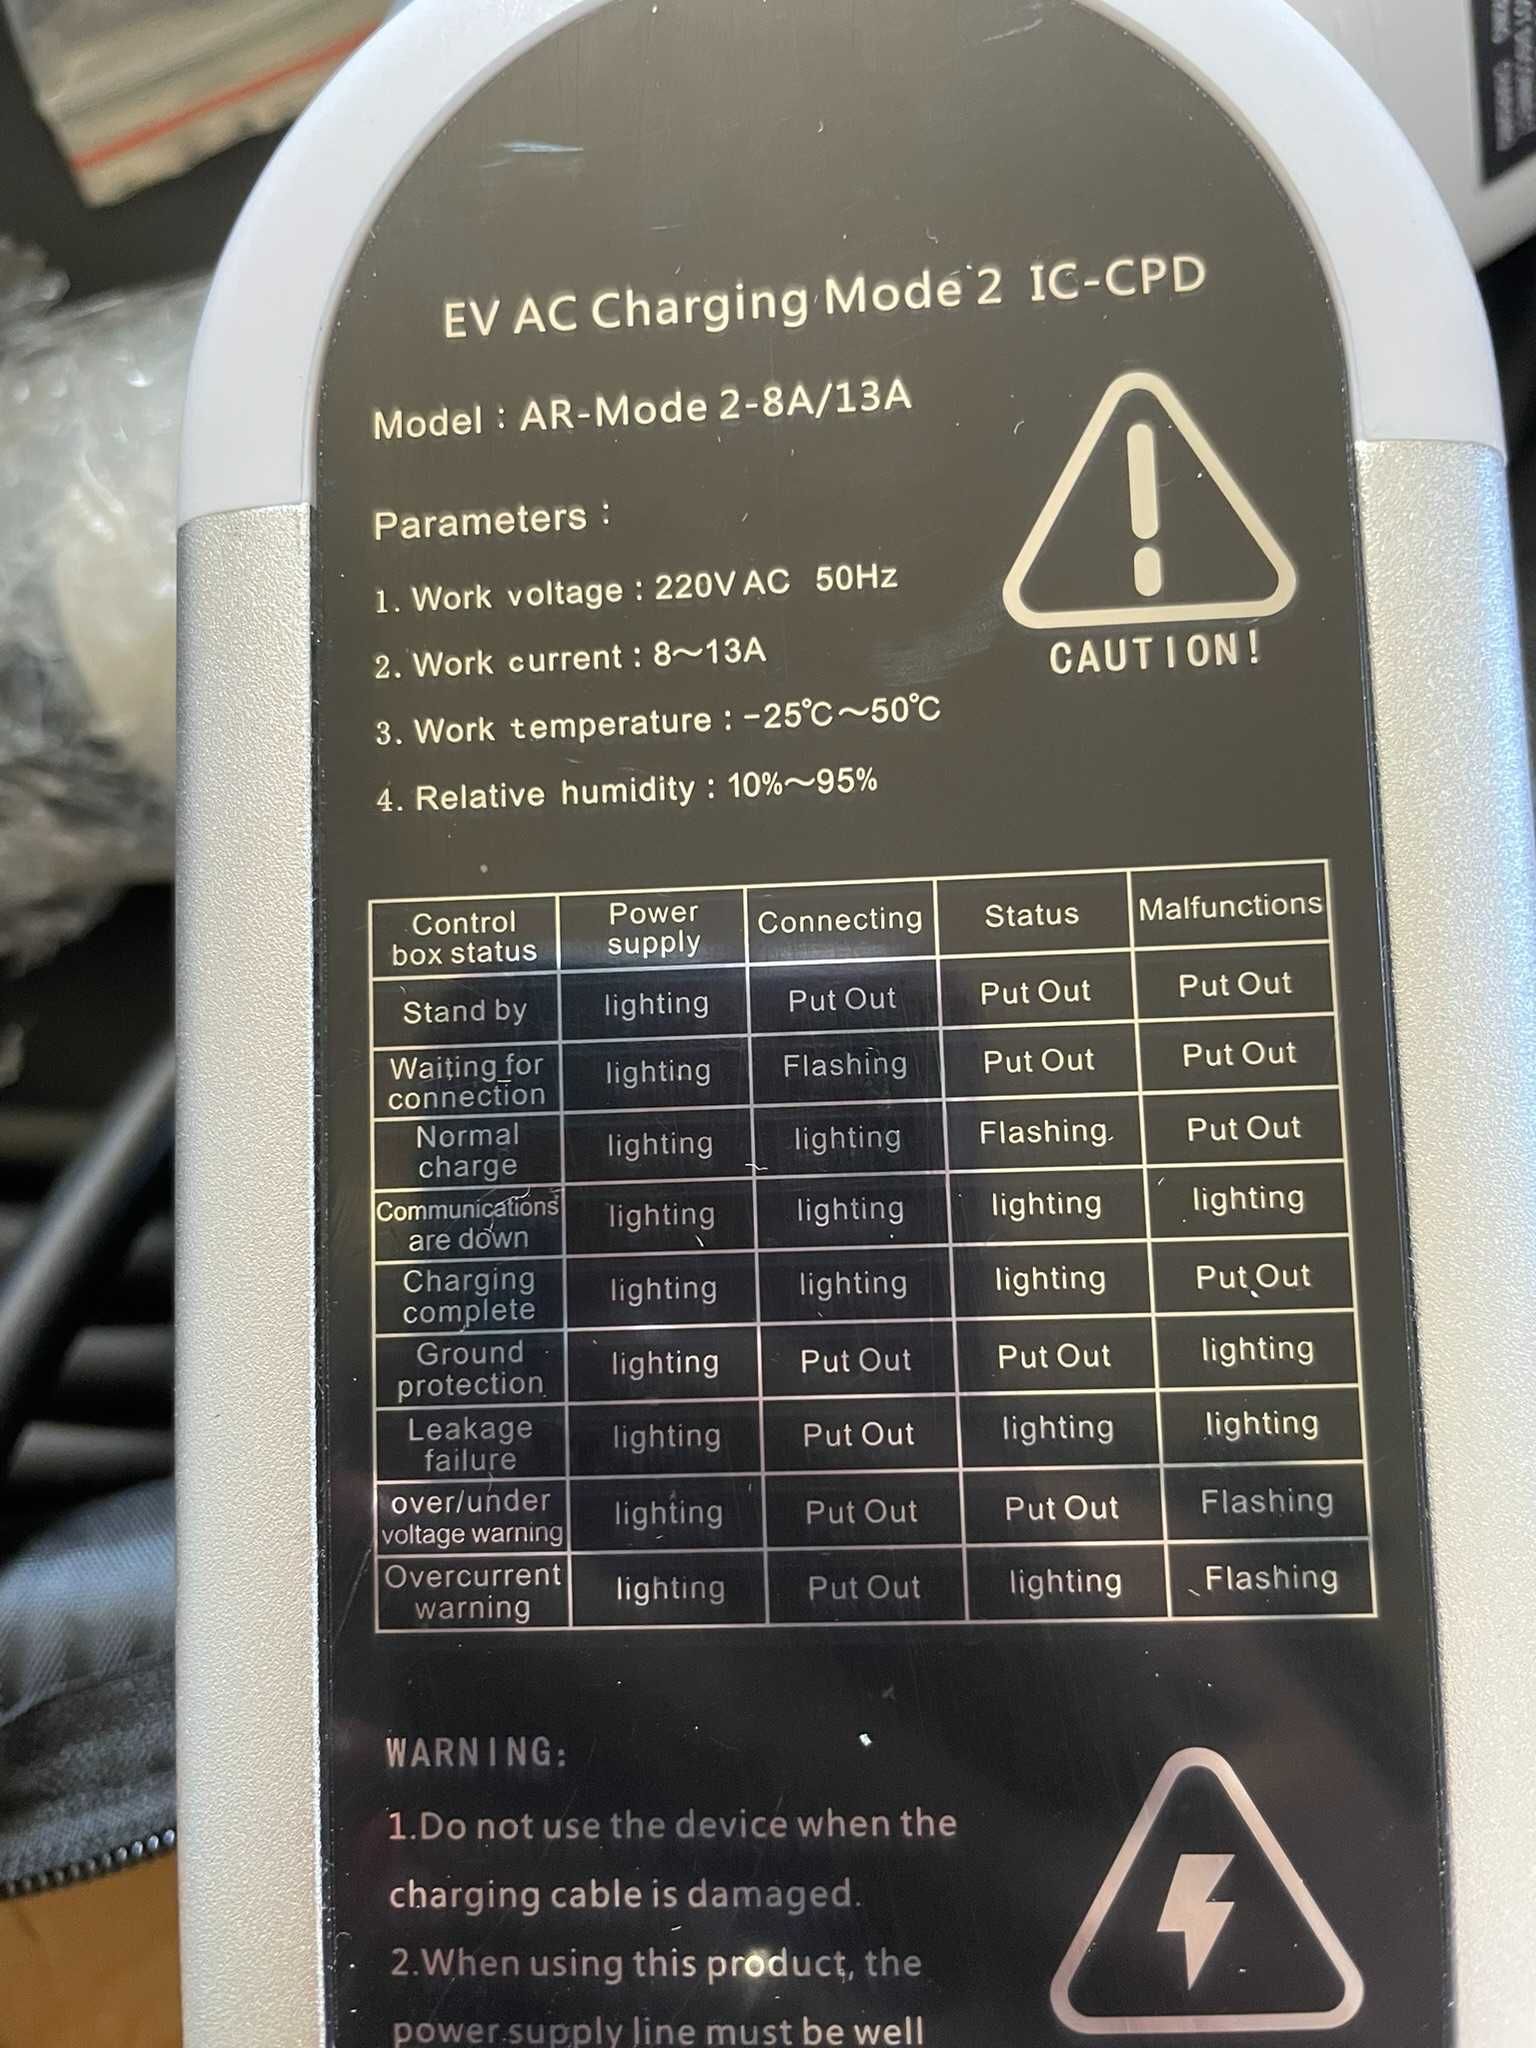 EV AC Charging Mode 2 IC-CPD
Model : AR-Mode 2-8A/13A
Parameters :
1. Work voltage : 220V AC 50Hz
2. Work current : 8～13A
3. Work temperature : -25℃～50℃
4. Relative humidity : 10%～95%
CAUTION!
Control box status Power supply Connecting Status Malfunctions
Stand by lighting Put Out Put Out Put Out
Waiting for connection lighting Flashing Put Out Put Out
Normal charge lighting lighting Flashing Put Out
Communications are down lighting lighting lighting lighting
Charging complete lighting lighting lighting Put Out
Ground protection lighting Put Out Put Out lighting
Leakage failure lighting Put Out lighting lighting
over/under voltage warning lighting Put Out Put Out Flashing
Overcurrent warning lighting Put Out lighting Flashing
WARNING:
1.Do not use the device when the
charging cable is damaged.
2.When using this product, the
power supply line must be well